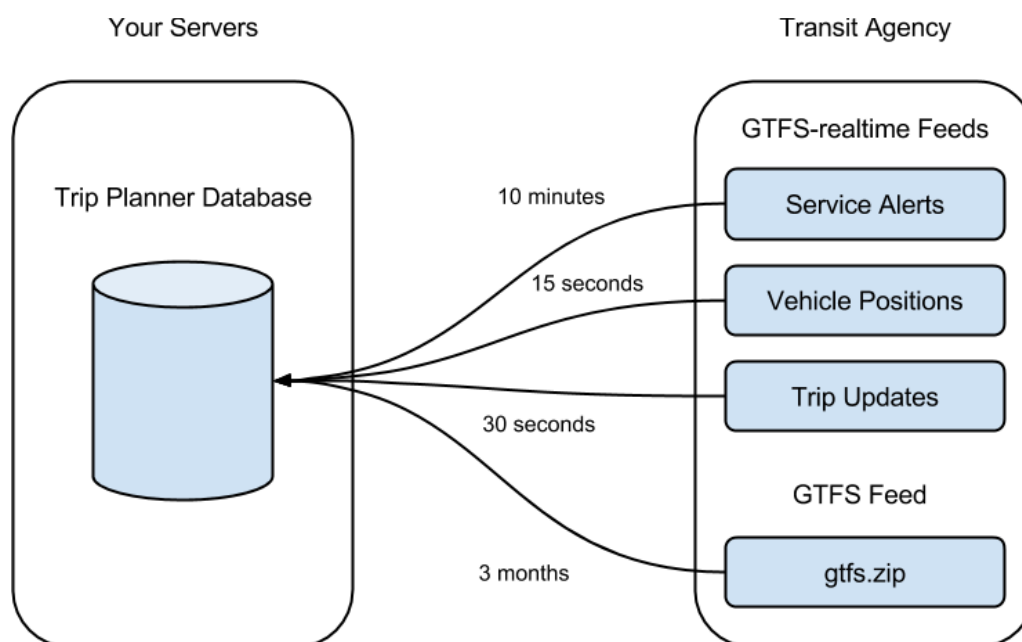 Your Servers
Transit Agency
GTFS-realtime Feeds
Trip Planner Database
10 minutes
Service Alerts
15 seconds
Vehicle Positions
Trip Updates
30 seconds
GTFS Feed
3 months
gtfs.zip